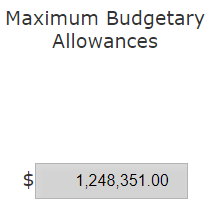 Maximum Budgetary
Allowances
$ 1,248,351.00